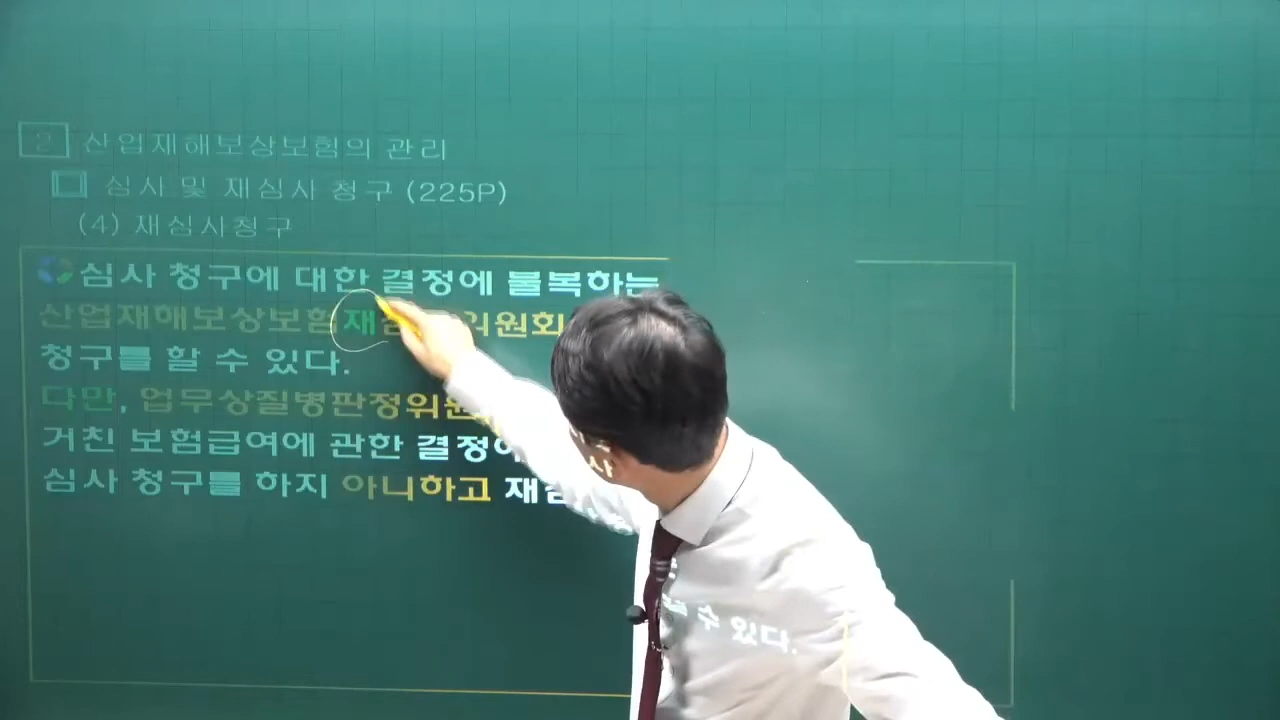 2 산업재해보상보험의 관리
심사 및 재심사 청구 (225P)
(4) 재심사청구
심사 청구에 대한 결정에 불복하는
산업재해보상보험재 위원회
청구를 할 수 있다.
다만, 업무상질병판정위원
거친 보험급여에 관한 결정에
심사 청구를 하지 아니하고 재심
수 있다.